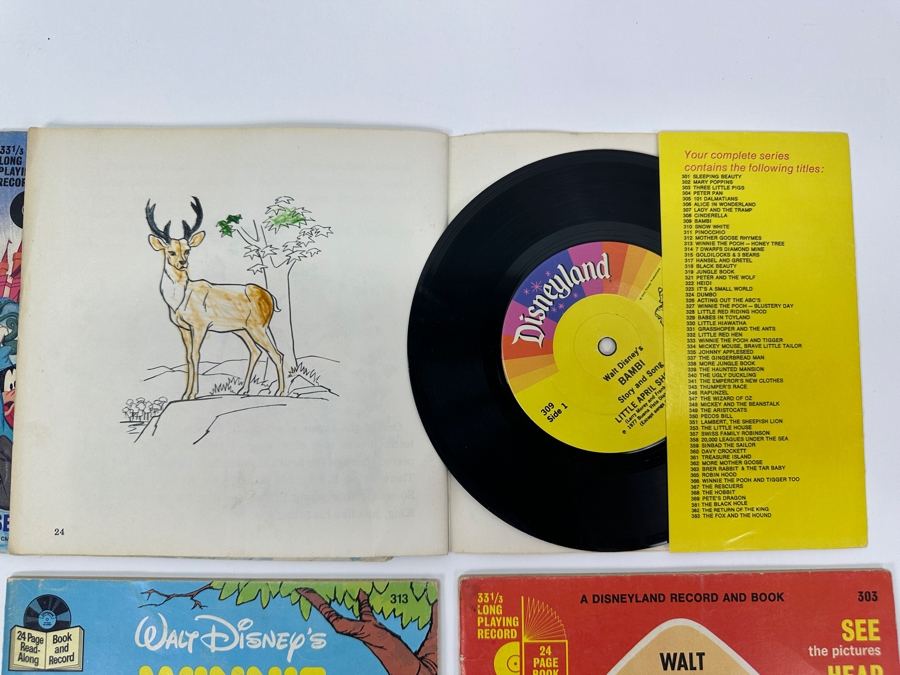 33 1/3
LONG
24
Disneyland
Walt Disney's
BAMBI
Story and Song
LITTLE APRIL SH
309
Side 1
Your complete series
contains the following titles:
301 SLEEPING BEAUTY
302 MARY POPPINS
303 THREE LITTLE PIGS
304 PETER PAN
305 101 DALMATIANS
306 ALICE IN WONDERLAND
307 LADY AND THE TRAMP
308 CINDERELLA
309 BAMBI
310 SNOW WHITE
311 PINOCCHIO
312 MOTHER GOOSE RHYMES
313 WINNIE THE POOH — HONEY TREE
314 7 DWARFS DIAMOND MINE
315 GOLDILOCKS & 3 BEARS
317 HANSEL AND GRETEL
318 BLACK BEAUTY
319 JUNGLE BOOK
321 PETER AND THE WOLF
322 HEIDI
323 IT'S A SMALL WORLD
324 DUMBO
326 ACTING OUT THE ABC'S
327 WINNIE THE POOH — BLUSTERY DAY
328 LITTLE RED RIDING HOOD
329 BABES IN TOYLAND
330 LITTLE HIAWATHA
331 GRASSHOPER AND THE ANTS
332 LITTLE RED HEN
333 WINNIE THE POOH AND TIGGER
334 MICKEY MOUSE, BRAVE LITTLE TAILOR
335 JOHNNY APPLESEED
337 THE GINGERBREAD MAN
338 MORE JUNGLE BOOK
339 THE HAUNTED MANSION
340 THE UGLY DUCKLING
341 THE EMPEROR'S NEW CLOTHES
343 THUMPER'S RACE
346 RAPUNZEL
347 THE WIZARD OF OZ
348 MICKEY AND THE BEANSTALK
349 THE ARISTOCATS
350 PECOS BILL
351 LAMBERT, THE SHEEPISH LION
353 THE LITTLE HOUSE
357 SWISS FAMILY ROBINSON
358 20,000 LEAGUES UNDER THE SEA
359 SINBAD THE SAILOR
360 DAVY CROCKETT
361 TREASURE ISLAND
362 MORE MOTHER GOOSE
363 BRER RABBIT & THE TAR BABY
365 ROBIN HOOD
366 WINNIE THE POOH AND TIGGER TOO
367 THE RESCUERS
368 THE HOBBIT
369 PETE'S DRAGON
381 THE BLACK HOLE
382 THE RETURN OF THE KING
383 THE FOX AND THE HOUND
24 Page
Read-
Along
Book
and
Record
WALT DISNEY'S
313
33 1/3
LONG
PLAYING
RECORD
24
PAGE
BOOK
A DISNEYLAND RECORD AND BOOK
303
WALT
SEE
the pictures
HEAR